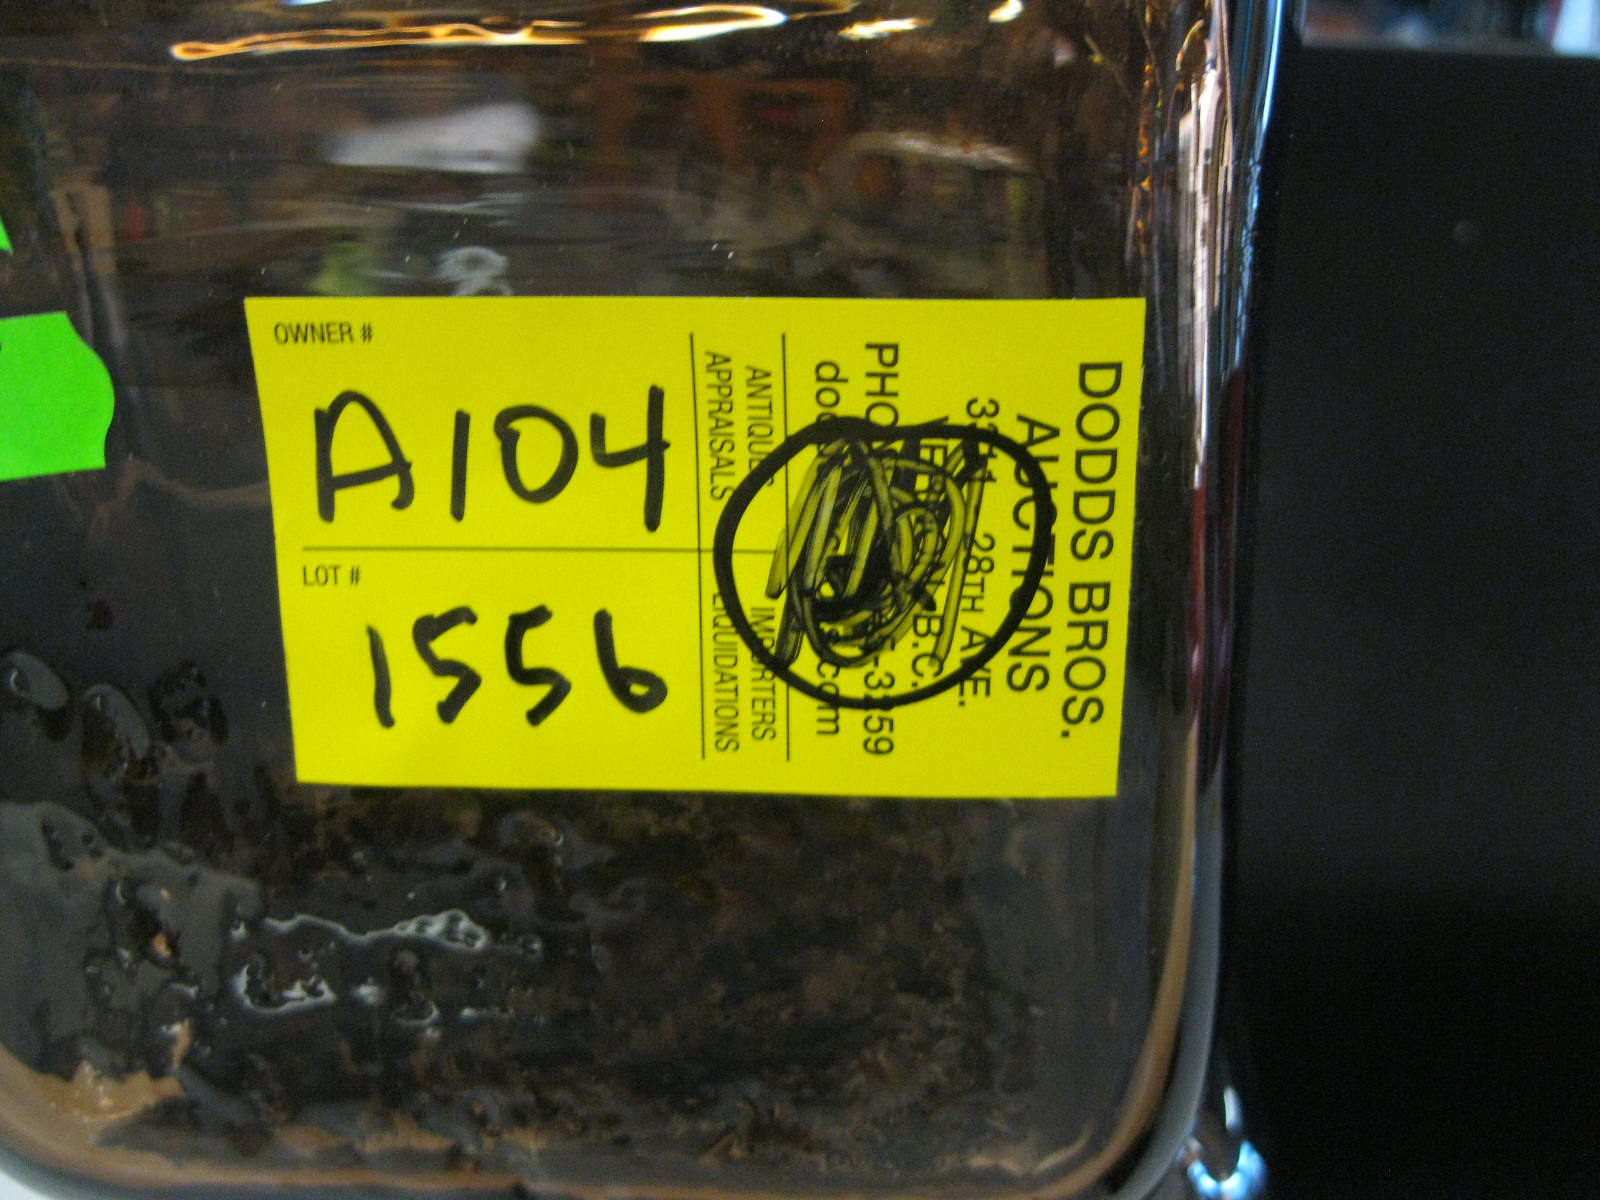 OWNER #
A104
LOT #
1556
DODDS BROS.
AUCTIONS
28TH AVE.
B.C.
ANTIQUES IMPORTERS
APPRAISALS LIQUIDATIONS